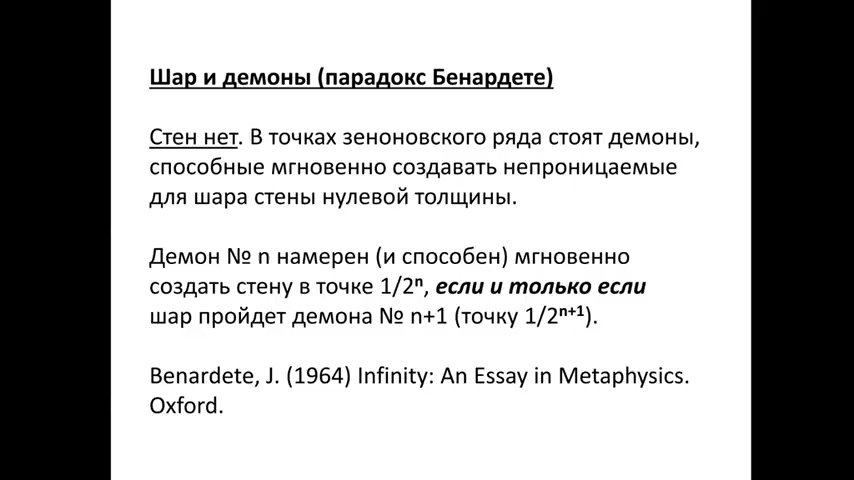 Шар и демоны (парадокс Бенардете)
Стен нет. В точках зеноновского ряда стоят демоны,
способные мгновенно создавать непроницаемые
для шара стены нулевой толщины.
Демон № n намерен (и способен) мгновенно
создать стену в точке 1/2ⁿ, если и только если
шар пройдет демона № n+1 (точку 1/2ⁿ⁺¹).
Benardete, J. (1964) Infinity: An Essay in Metaphysics.
Oxford.